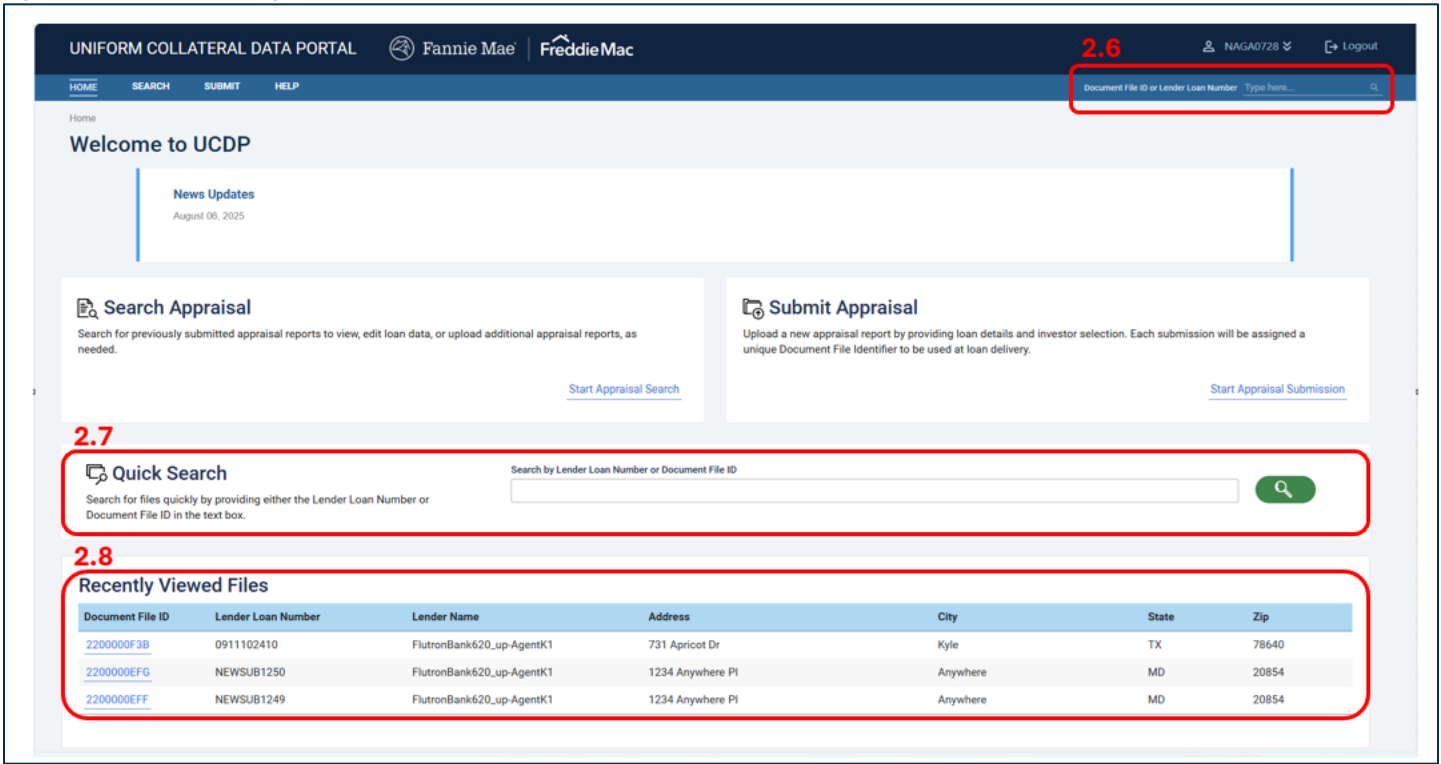 UNIFORM COLLATERAL DATA PORTAL Fannie Mae Freddie Mac 2.6 NAGA0728 Logout
HOME SEARCH SUBMIT HELP Document File ID or Lender Loan Number Type here...
Home
Welcome to UCDP
News Updates
August 06, 2025
Search Appraisal
Search for previously submitted appraisal reports to view, edit loan data, or upload additional appraisal reports, as
needed.
Start Appraisal Search
Submit Appraisal
Upload a new appraisal report by providing loan details and investor selection. Each submission will be assigned a
unique Document File Identifier to be used at loan delivery.
Start Appraisal Submission
2.7
Quick Search
Search for files quickly by providing either the Lender Loan Number or
Document File ID in the text box.
Search by Lender Loan Number or Document File ID
2.8
Recently Viewed Files
Document File ID Lender Loan Number Lender Name Address City State Zip
2200000F3B 0911102410 FlutronBank620_up-AgentK1 731 Apricot Dr Kyle TX 78640
2200000EFG NEWSUB1250 FlutronBank620_up-AgentK1 1234 Anywhere Pl Anywhere MD 20854
2200000EFF NEWSUB1249 FlutronBank620_up-AgentK1 1234 Anywhere Pl Anywhere MD 20854